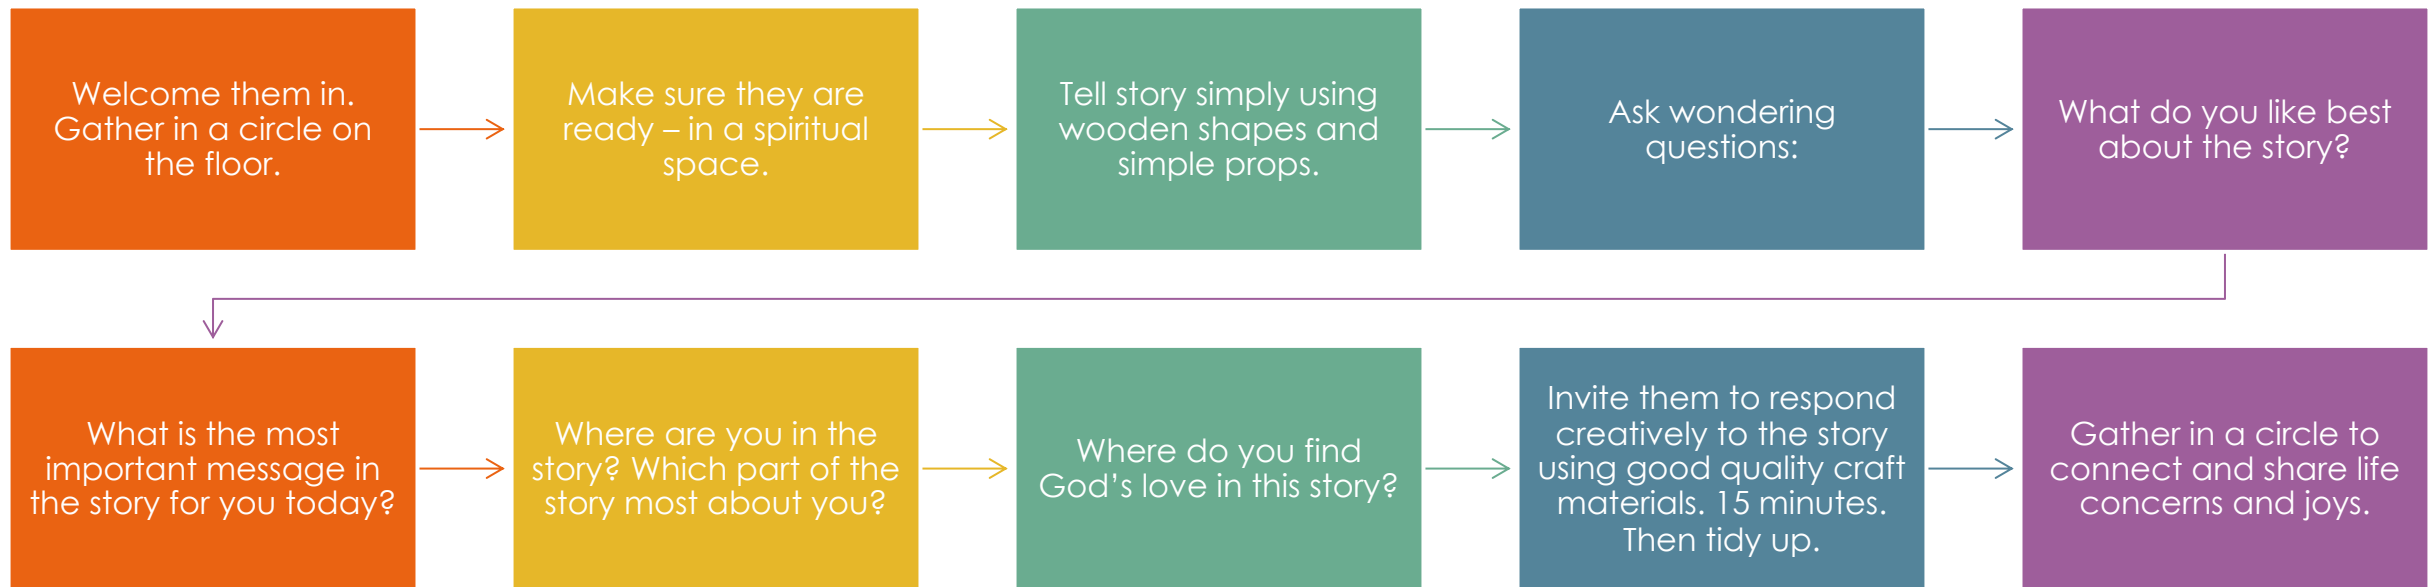 Welcome them in.
Gather in a circle on
the floor.
Make sure they are
ready – in a spiritual
space.
Tell story simply using
wooden shapes and
simple props.
Ask wondering
questions:
What do you like best
about the story?
What is the most
important message in
the story for you today?
Where are you in the
story? Which part of the
story most about you?
Where do you find
God’s love in this story?
Invite them to respond
creatively to the story
using good quality craft
materials. 15 minutes.
Then tidy up.
Gather in a circle to
connect and share life
concerns and joys.